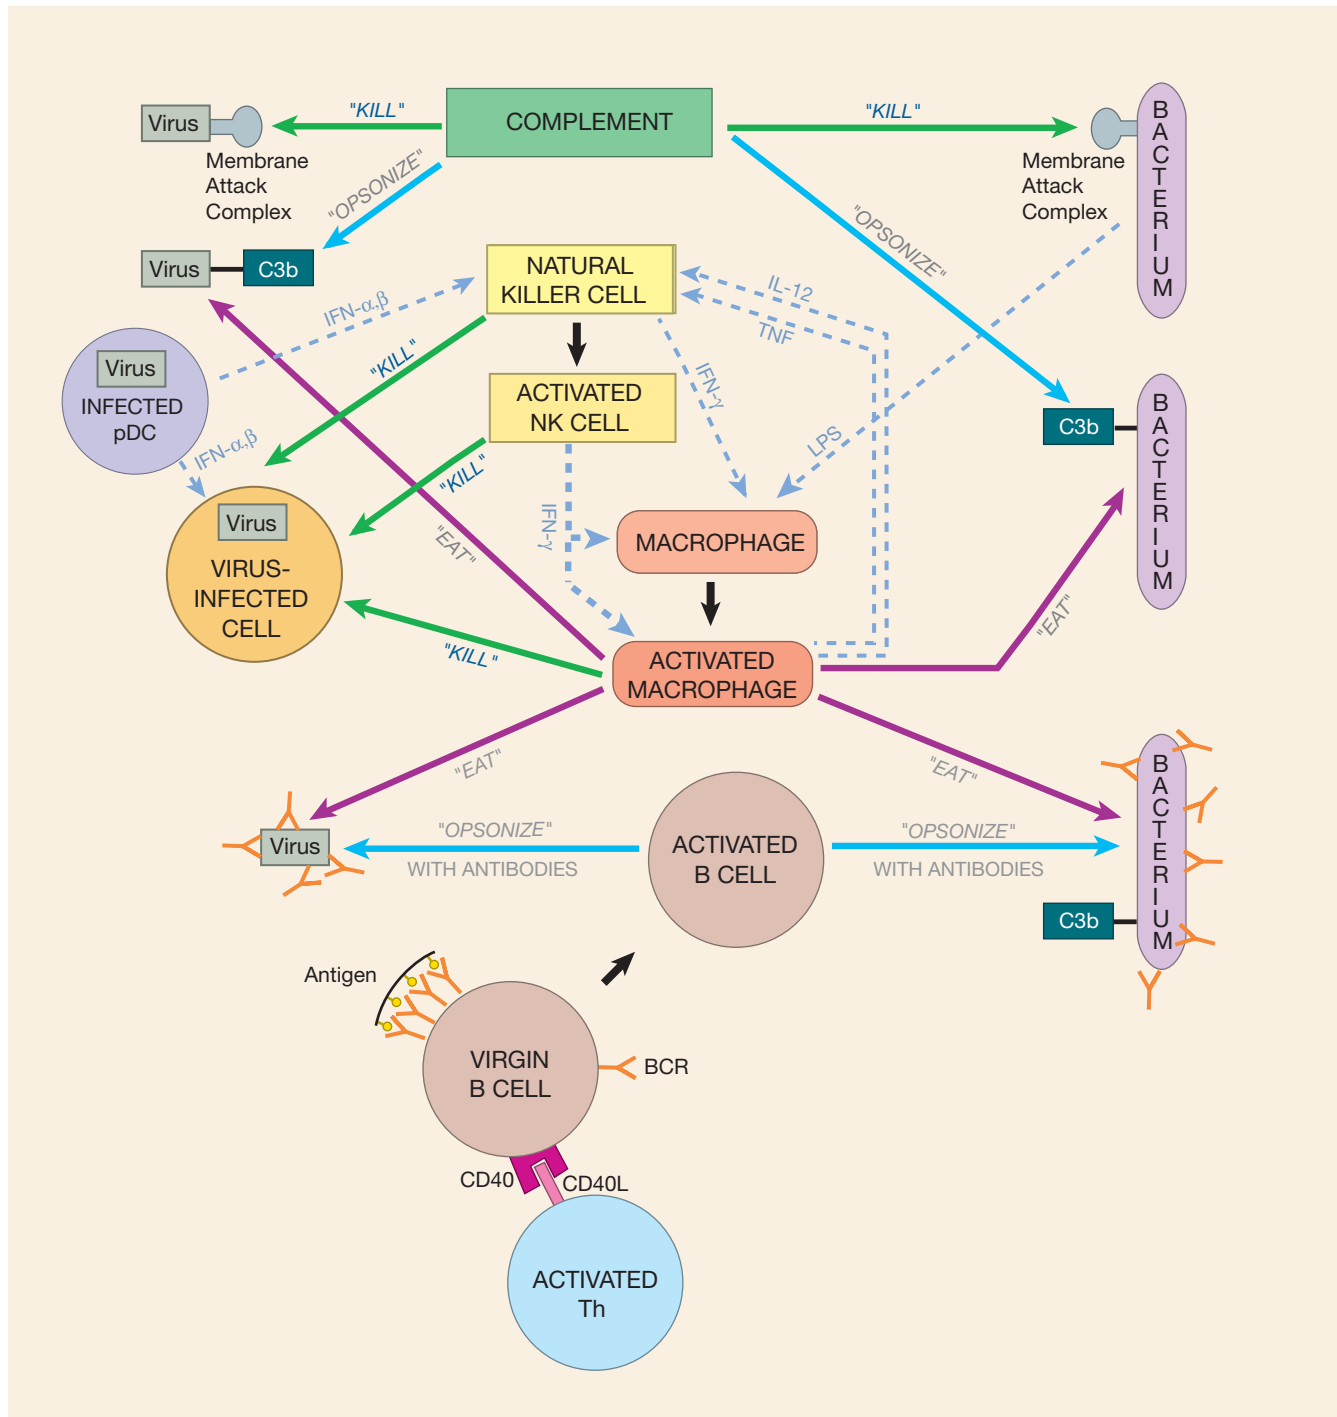 Virus
"KILL"
COMPLEMENT
"KILL"
BACTERIUM
Membrane
Attack
Complex
Membrane
Attack
Complex
"OPSONIZE"
"OPSONIZE"
Virus
C3b
NATURAL
KILLER CELL
IL-12
TNF
IFN-α,β
"KILL"
IFN-γ
Virus
INFECTED
pDC
ACTIVATED
NK CELL
BACTERIUM
C3b
LPS
IFN-α,β
"KILL"
Virus
VIRUS-
INFECTED
CELL
"EAT"
IFN-γ
MACROPHAGE
"EAT"
"KILL"
ACTIVATED
MACROPHAGE
"EAT"
"EAT"
BACTERIUM
Virus
"OPSONIZE"
WITH ANTIBODIES
ACTIVATED
B CELL
"OPSONIZE"
WITH ANTIBODIES
C3b
Antigen
VIRGIN
B CELL
BCR
CD40
CD40L
ACTIVATED
Th